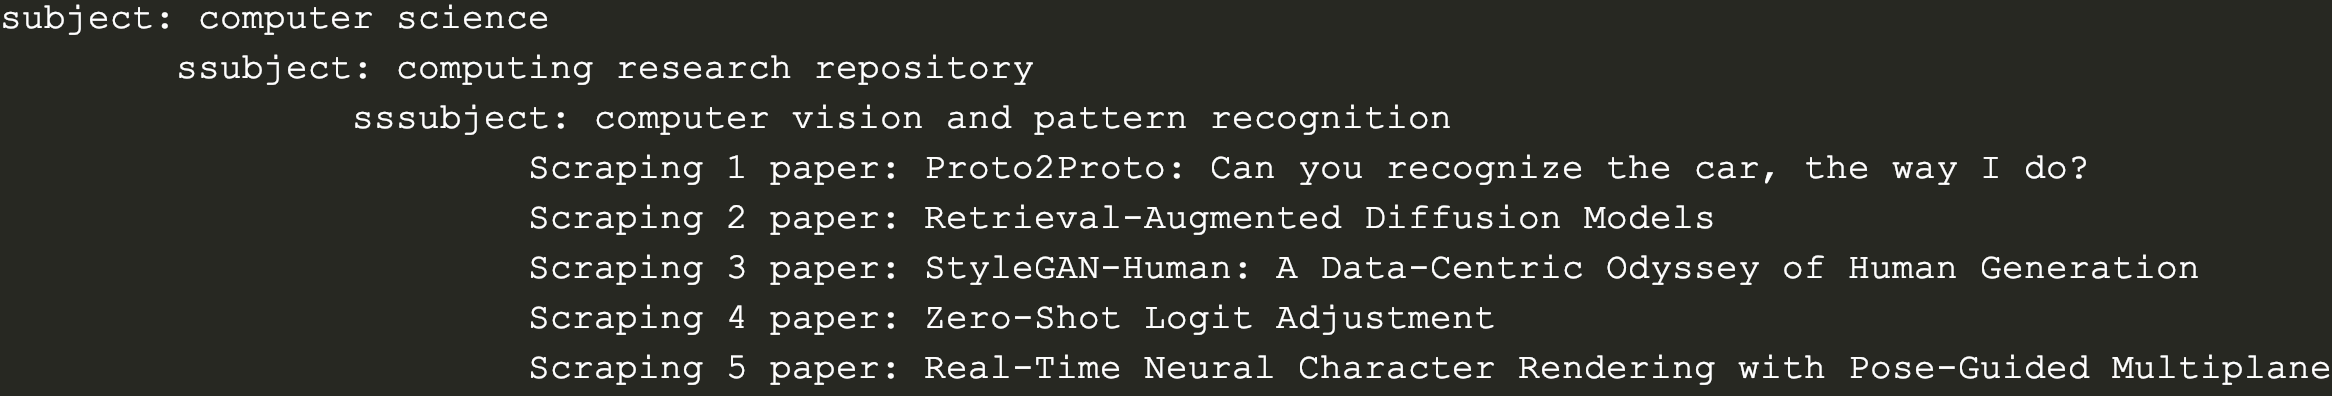 subject: computer science
ssubject: computing research repository
sssubject: computer vision and pattern recognition
Scraping 1 paper: Proto2Proto: Can you recognize the car, the way I do?
Scraping 2 paper: Retrieval-Augmented Diffusion Models
Scraping 3 paper: StyleGAN-Human: A Data-Centric Odyssey of Human Generation
Scraping 4 paper: Zero-Shot Logit Adjustment
Scraping 5 paper: Real-Time Neural Character Rendering with Pose-Guided Multiplane